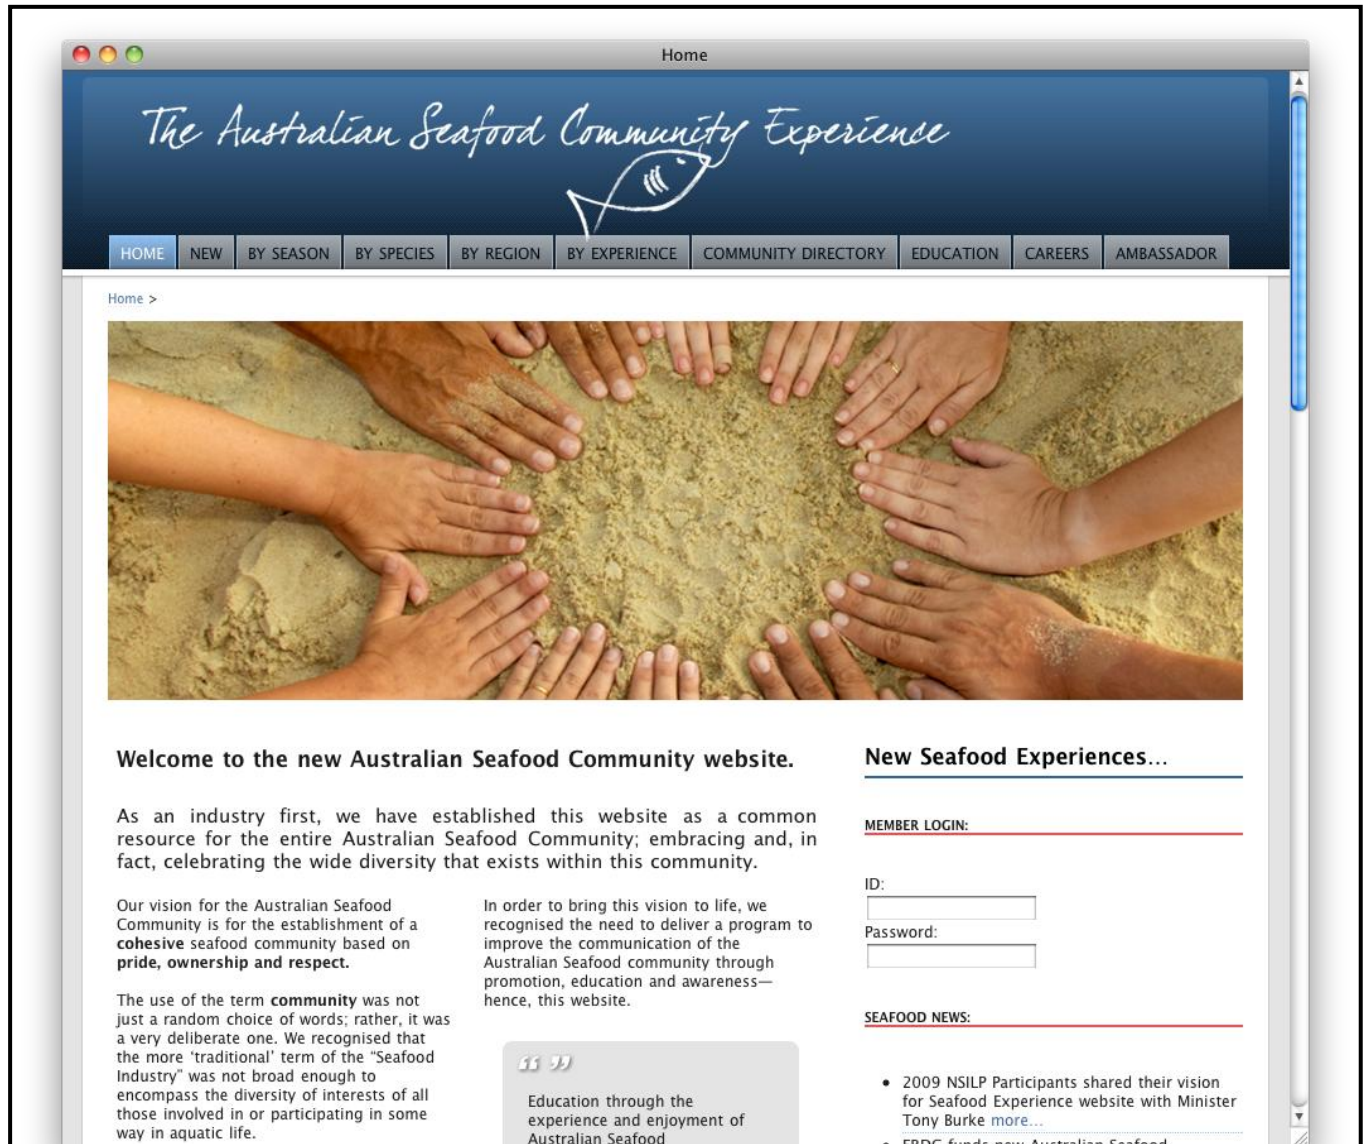 Home
The Australian Seafood Community Experience
HOME NEW BY SEASON BY SPECIES BY REGION BY EXPERIENCE COMMUNITY DIRECTORY EDUCATION CAREERS AMBASSADOR
Home >
Welcome to the new Australian Seafood Community website.
As an industry first, we have established this website as a common
resource for the entire Australian Seafood Community; embracing and, in
fact, celebrating the wide diversity that exists within this community.
Our vision for the Australian Seafood
Community is for the establishment of a
cohesive seafood community based on
pride, ownership and respect.
The use of the term community was not
just a random choice of words; rather, it was
a very deliberate one. We recognised that
the more ‘traditional’ term of the “Seafood
Industry” was not broad enough to
encompass the diversity of interests of all
those involved in or participating in some
way in aquatic life.
In order to bring this vision to life, we
recognised the need to deliver a program to
improve the communication of the
Australian Seafood community through
promotion, education and awareness—
hence, this website.
“ ”
Education through the
experience and enjoyment of
Australian Seafood
New Seafood Experiences...
MEMBER LOGIN:
ID:
Password:
SEAFOOD NEWS:
• 2009 NSILP Participants shared their vision
for Seafood Experience website with Minister
Tony Burke more...
• FRDC funds new Australian Seafood